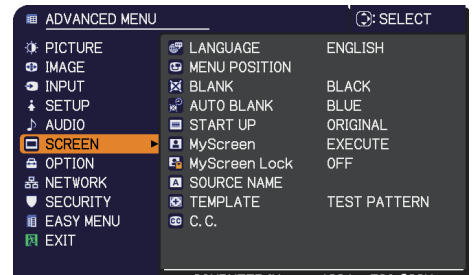 ADVANCED MENU : SELECT
PICTURE
IMAGE
INPUT
SETUP
AUDIO
SCREEN
OPTION
NETWORK
SECURITY
EASY MENU
EXIT
LANGUAGE ENGLISH
MENU POSITION
BLANK BLACK
AUTO BLANK BLUE
START UP ORIGINAL
MyScreen EXECUTE
MyScreen Lock OFF
SOURCE NAME
TEMPLATE TEST PATTERN
C.C.